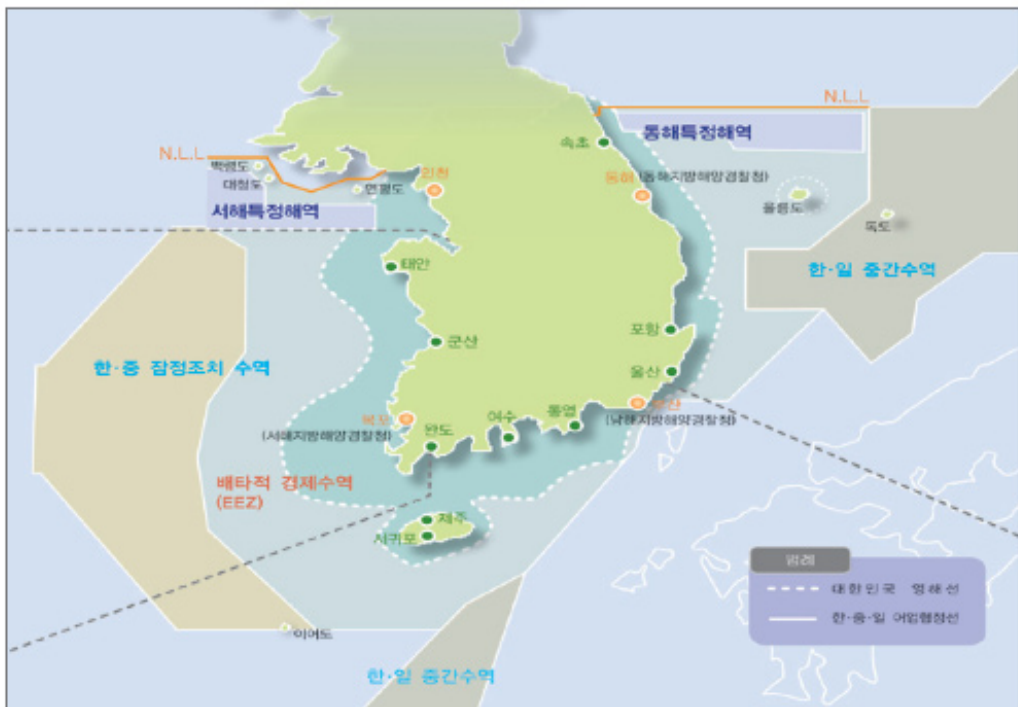 N.L.L
동해특정해역
속초
N.L.L
백령도
대청도
연평도
인천
서해특정해역
동해 (동해지방해양경찰청)
울릉도
독도
태안
한·일 중간수역
포항
군산
한·중 잠정조치 수역
울산
부산
(남해지방해양경찰청)
목포
(서해지방해양경찰청)
여수
통영
완도
배타적 경제수역
(EEZ)
제주
서귀포
범례
대한민국 영해선
한·중·일 어업협정선
이어도
한·일 중간수역